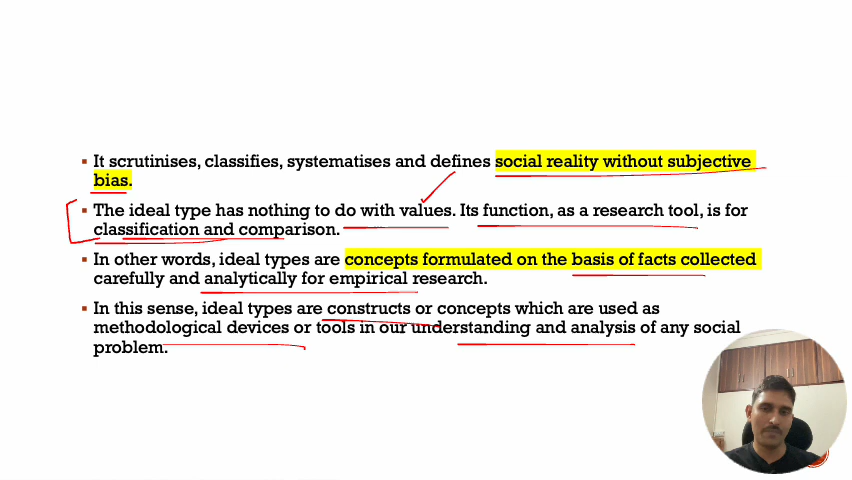 It scrutinises, classifies, systematises and defines social reality without subjective
bias.
The ideal type has nothing to do with values. Its function, as a research tool, is for
classification and comparison.
In other words, ideal types are concepts formulated on the basis of facts collected
carefully and analytically for empirical research.
In this sense, ideal types are constructs or concepts which are used as
methodological devices or tools in our understanding and analysis of any social
problem.